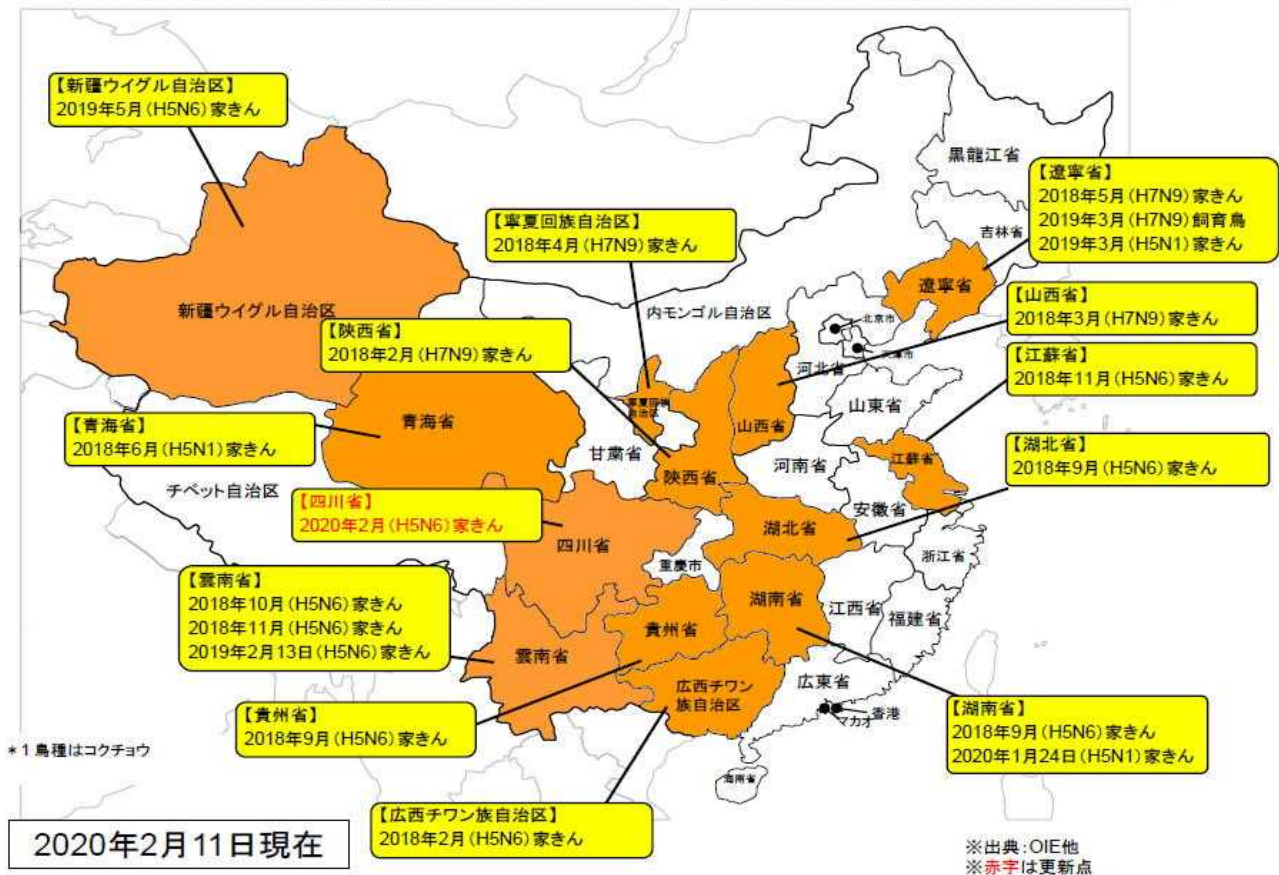 【新疆ウイグル自治区】
2019年5月(H5N6)家きん
黒龍江省
【遼寧省】
2018年5月(H7N9)家きん
2019年3月(H7N9)飼育鳥
2019年3月(H5N1)家きん
【寧夏回族自治区】
2018年4月(H7N9)家きん
吉林省
遼寧省
新疆ウイグル自治区
内モンゴル自治区
北京市
【山西省】
2018年3月(H7N9)家きん
【陝西省】
2018年2月(H7N9)家きん
河北省
【江蘇省】
2018年11月(H5N6)家きん
寧夏回族
自治区
山東省
青海省
山西省
【青海省】
2018年6月(H5N1)家きん
甘粛省
河南省
江蘇省
【湖北省】
2018年9月(H5N6)家きん
陝西省
チベット自治区
【四川省】
2020年2月(H5N6)家きん
安徽省
湖北省
四川省
浙江省
重慶市
【雲南省】
2018年10月(H5N6)家きん
2018年11月(H5N6)家きん
2019年2月13日(H5N6)家きん
湖南省
江西省
福建省
貴州省
雲南省
広西チワン
族自治区
広東省
香港
マカオ
【貴州省】
2018年9月(H5N6)家きん
【湖南省】
2018年9月(H5N6)家きん
2020年1月24日(H5N1)家きん
*1鳥種はコクチョウ
海南省
【広西チワン族自治区】
2018年2月(H5N6)家きん
2020年2月11日現在
※出典:OIE他
※赤字は更新点